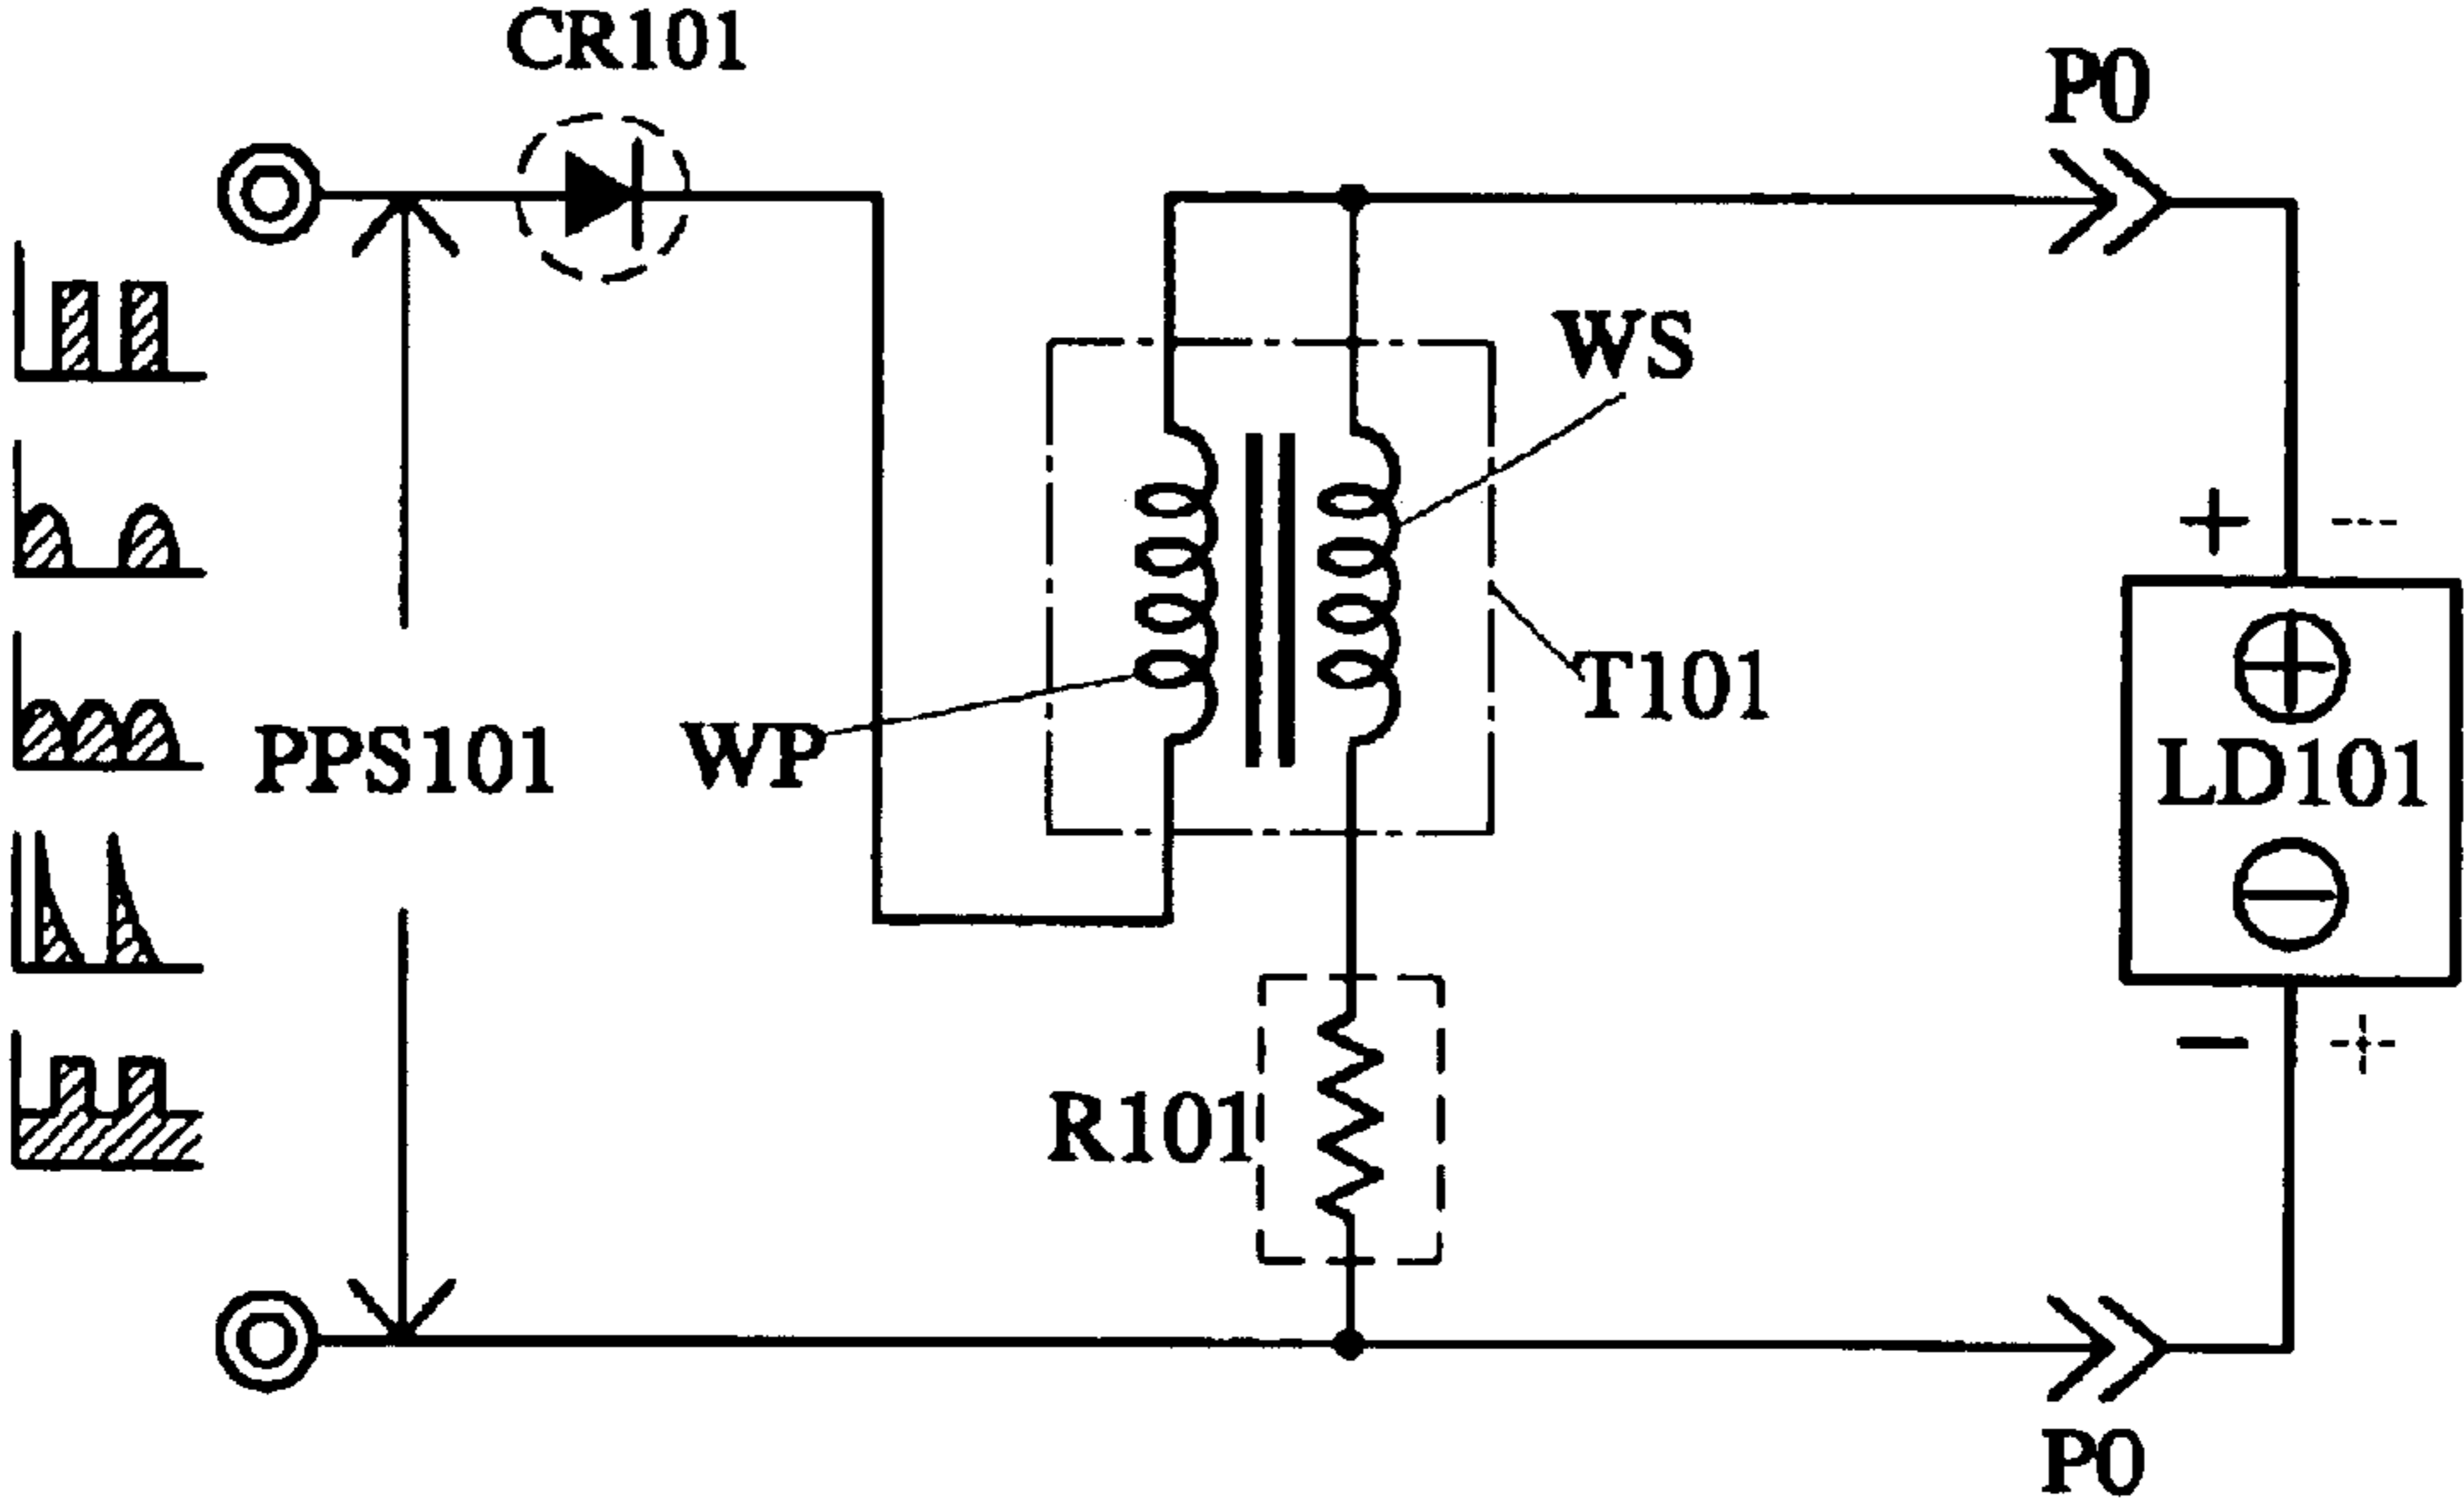 CR101
P0
WS
+ --
T101
WP
PPS101
LD101
R101
- +
P0